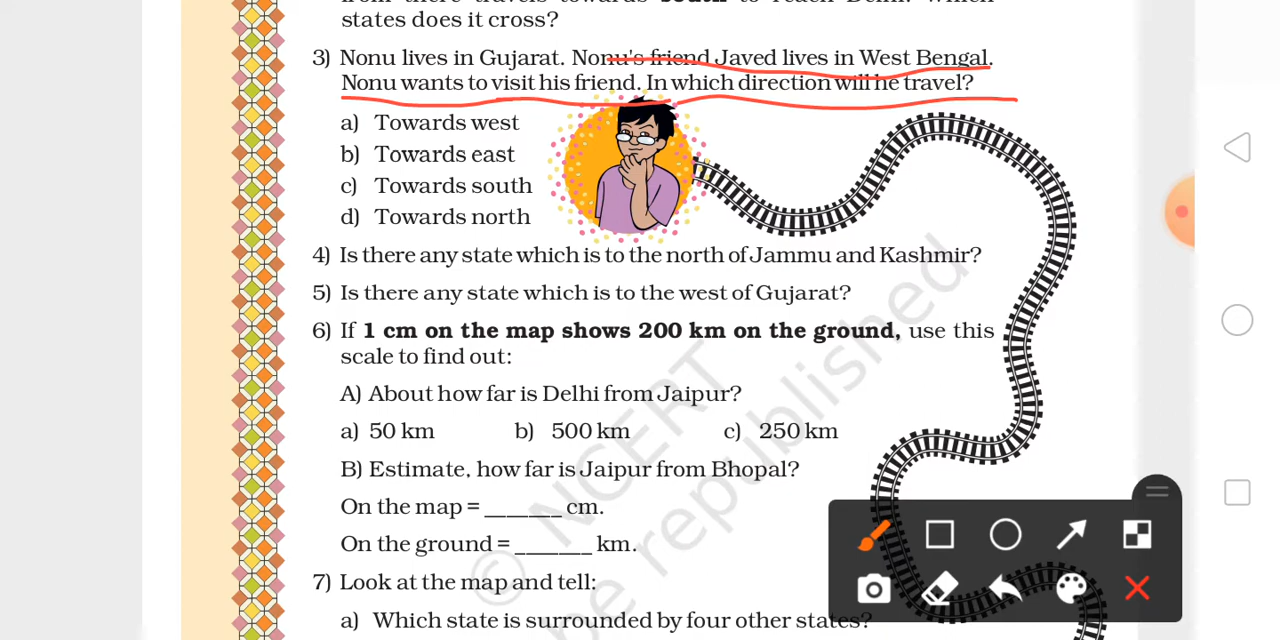 states does it cross?
3) Nonu lives in Gujarat. Nonu's friend Javed lives in West Bengal.
Nonu wants to visit his friend. In which direction will he travel?
a) Towards west
b) Towards east
c) Towards south
d) Towards north
4) Is there any state which is to the north of Jammu and Kashmir?
5) Is there any state which is to the west of Gujarat?
6) If 1 cm on the map shows 200 km on the ground, use this
scale to find out:
A) About how far is Delhi from Jaipur?
a) 50 km b) 500 km c) 250 km
B) Estimate, how far is Jaipur from Bhopal?
On the map = _______ cm.
On the ground = _______ km.
7) Look at the map and tell:
a) Which state is surrounded by four other states?
© NCERT
be republished